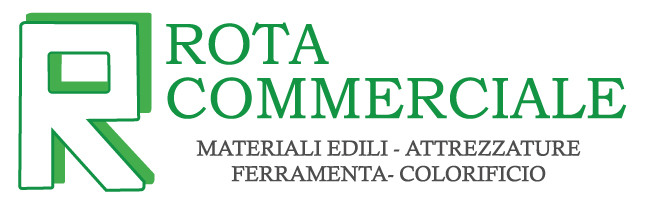 R
ROTA
COMMERCIALE
MATERIALI EDILI - ATTREZZATURE
FERRAMENTA- COLORIFICIO